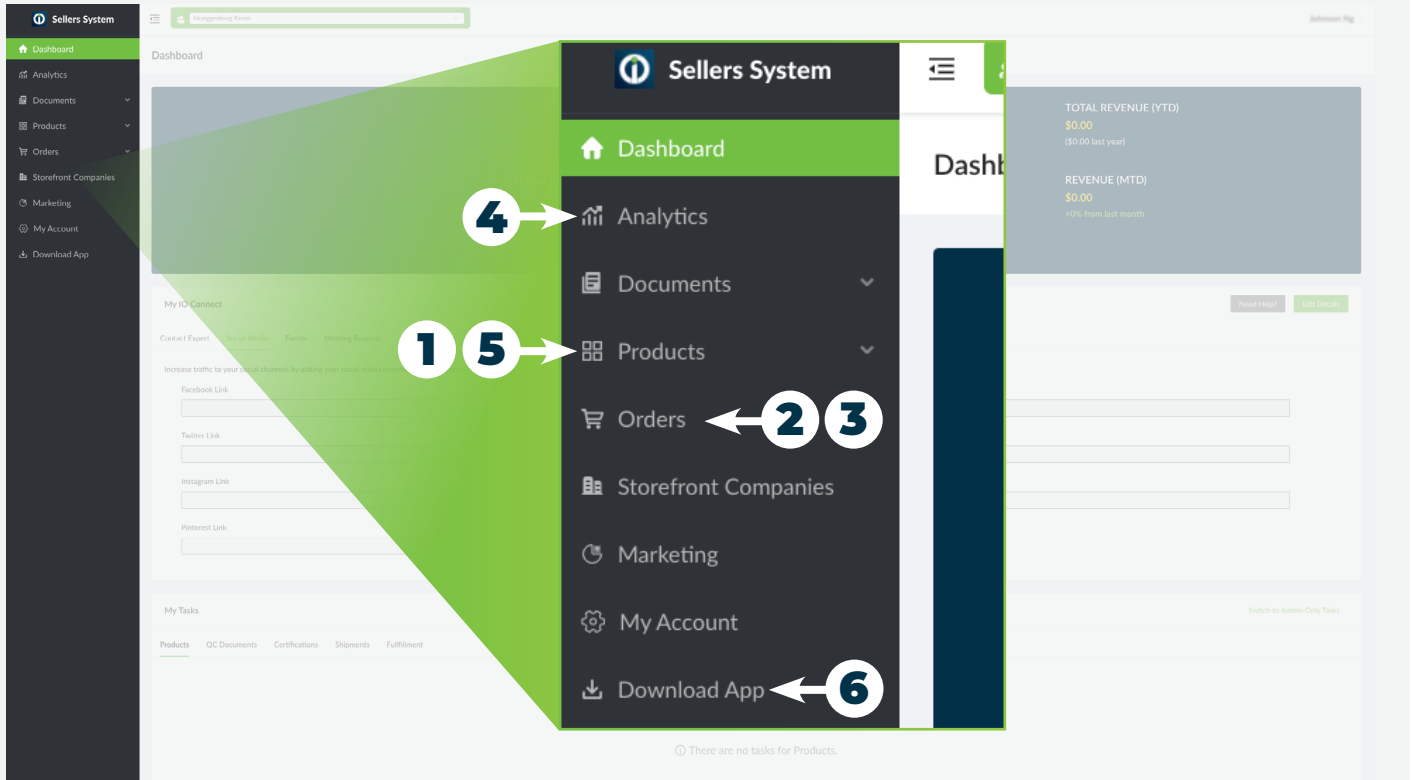 Sellers System
Munggenburg Farms
Johnson Ng
Dashboard
Analytics
Documents
Products
Orders
Storefront Companies
Marketing
My Account
Download App
Dashboard
TOTAL REVENUE (YTD)
$0.00
($0.00 last year)
REVENUE (MTD)
$0.00
+0% from last month
My IO Connect
Need Help?
Edit Details
Contact Expert
Social Media
Events
Meeting Request
Increase traffic to your social channels by adding your social media
Facebook Link
Twitter Link
Instagram Link
Pinterest Link
My Tasks
Switch to Admin-Only Tasks
Products
QC Documents
Certifications
Shipments
Fullfillment
There are no tasks for Products.
Sellers System
Dashboard
Dashb
4
Analytics
Documents
1 5
Products
Orders
2 3
Storefront Companies
Marketing
My Account
Download App
6